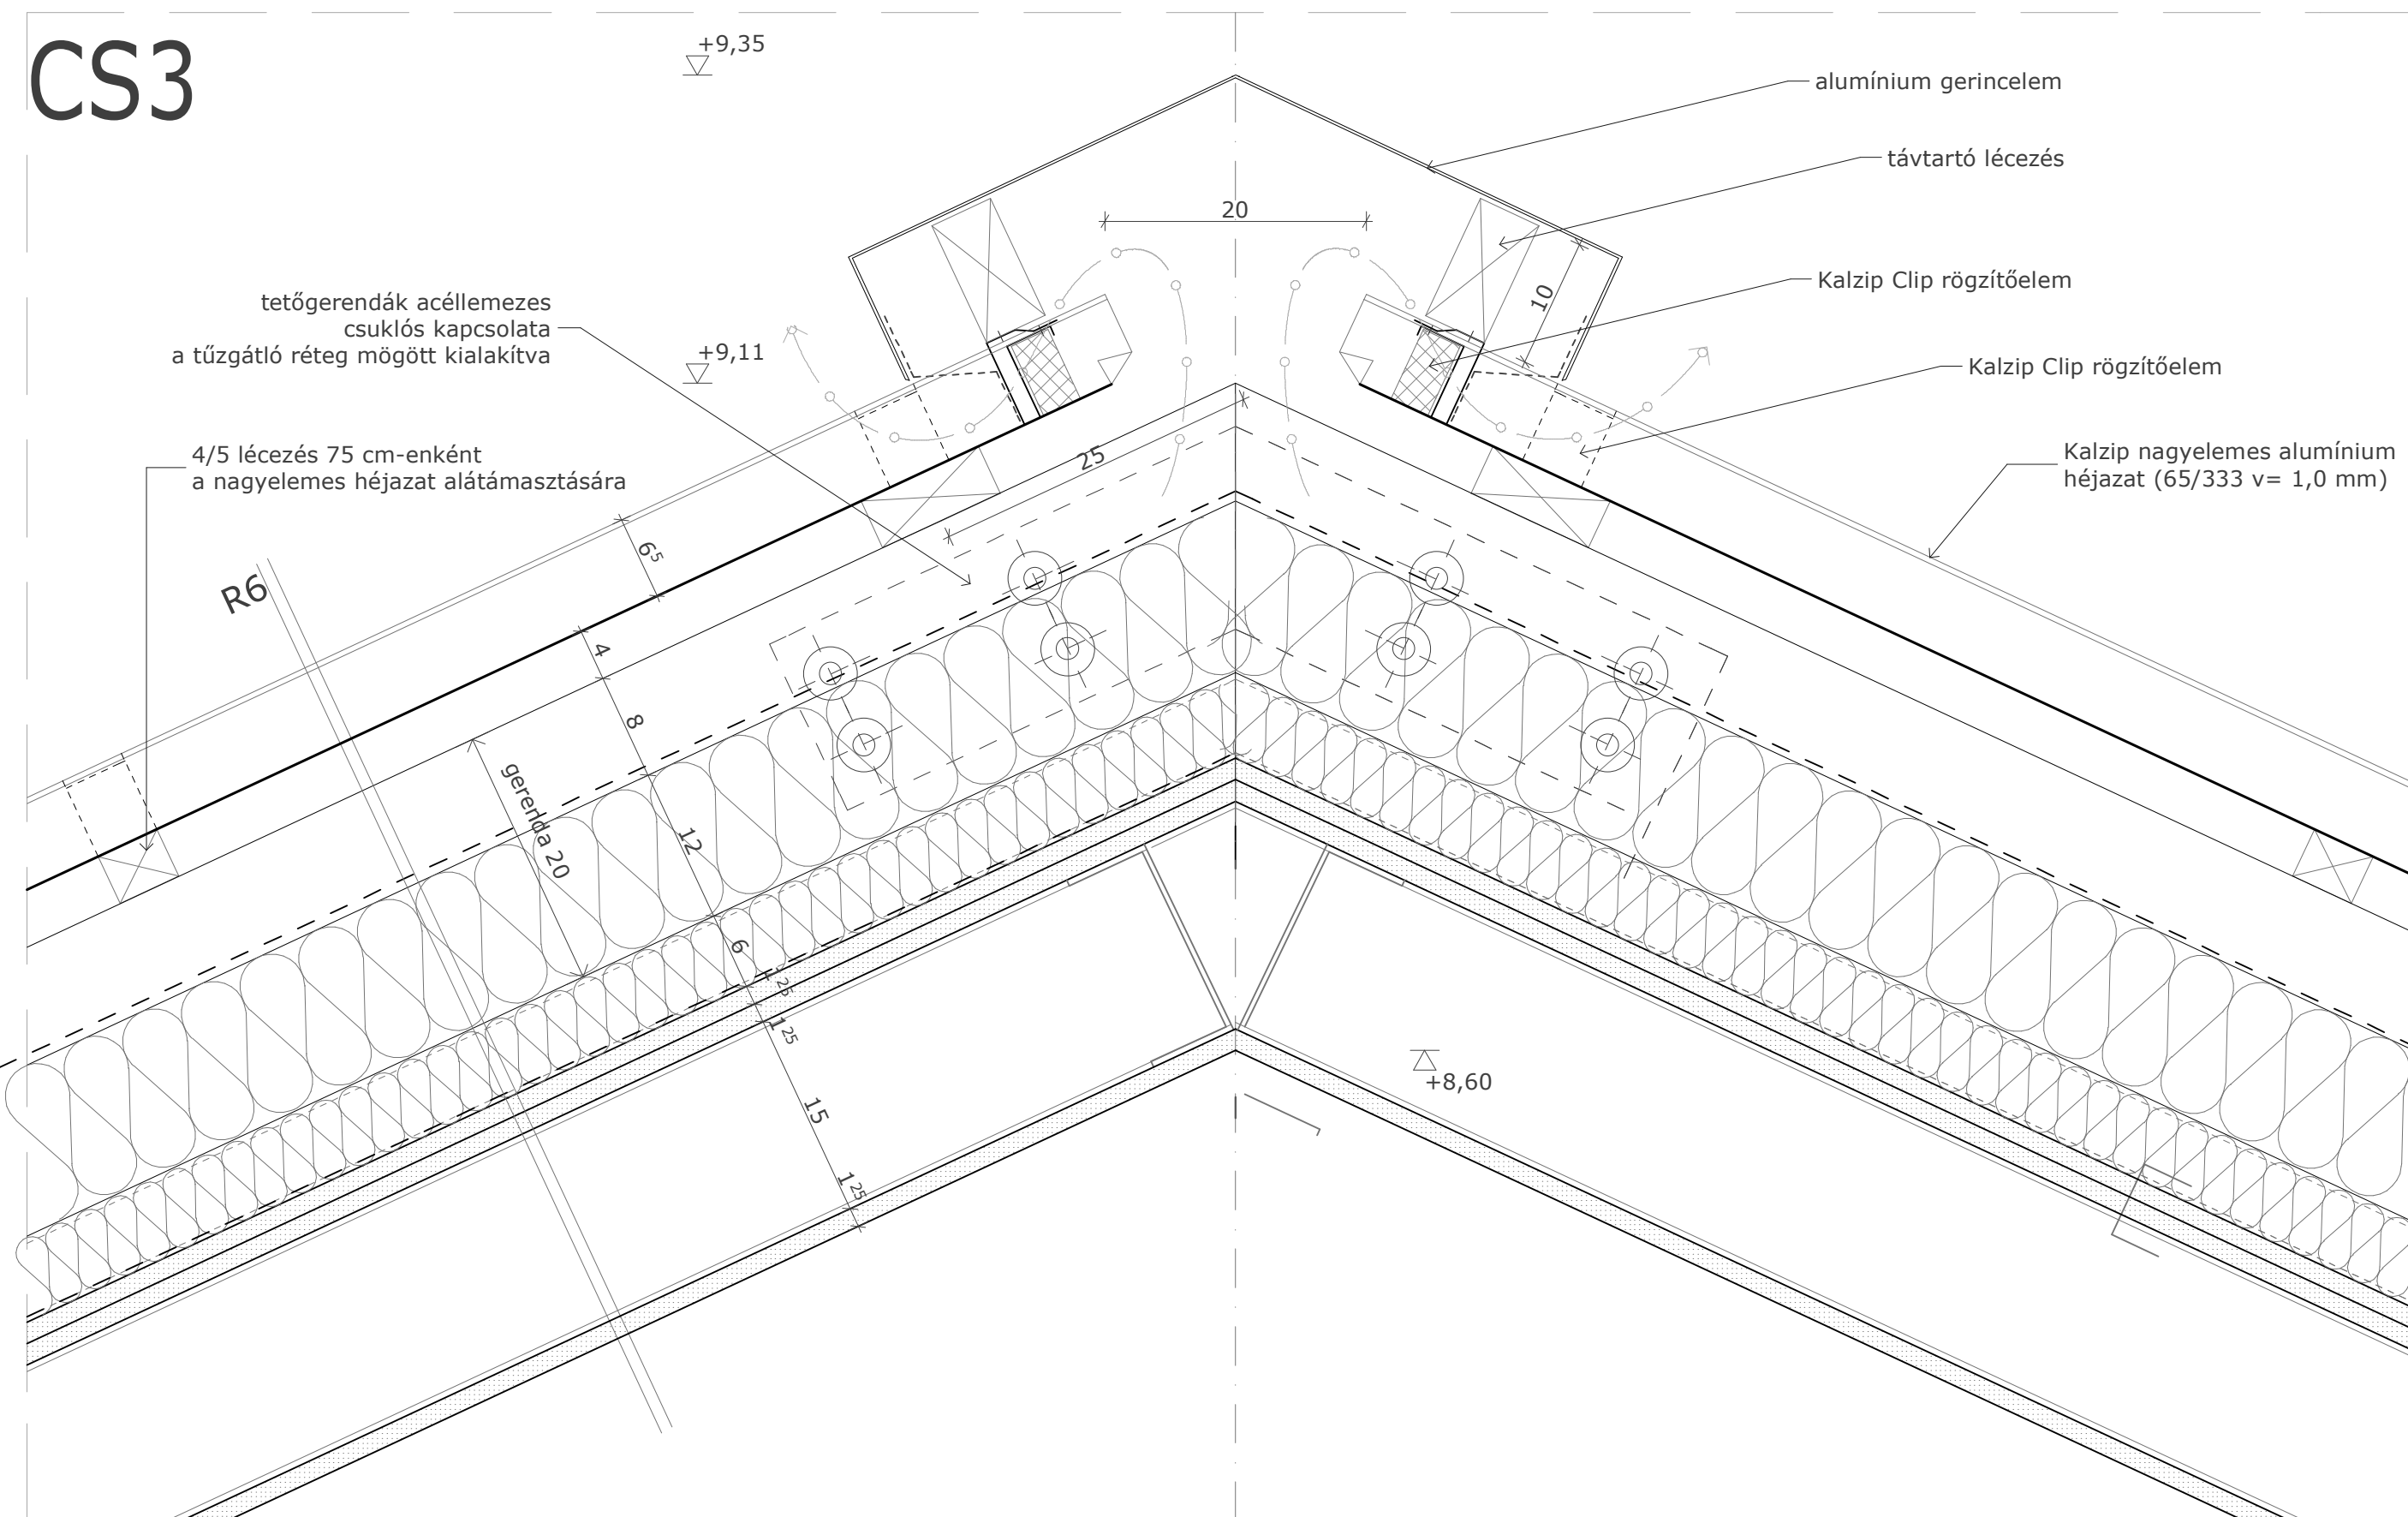 CS3
+9,35
alumínium gerincelem
távtartó lécezés
20
Kalzip Clip rögzítőelem
10
tetőgerendák acéllemezes
csuklós kapcsolata
a tűzgátló réteg mögött kialakítva
+9,11
Kalzip Clip rögzítőelem
4/5 lécezés 75 cm-enként
a nagyelemes héjazat alátámasztására
25
Kalzip nagyelemes alumínium
héjazat (65/333 v= 1,0 mm)
6⁵
R6
4
8
gerenda 20
12
6
1²⁵
1²⁵
15
+8,60
1²⁵